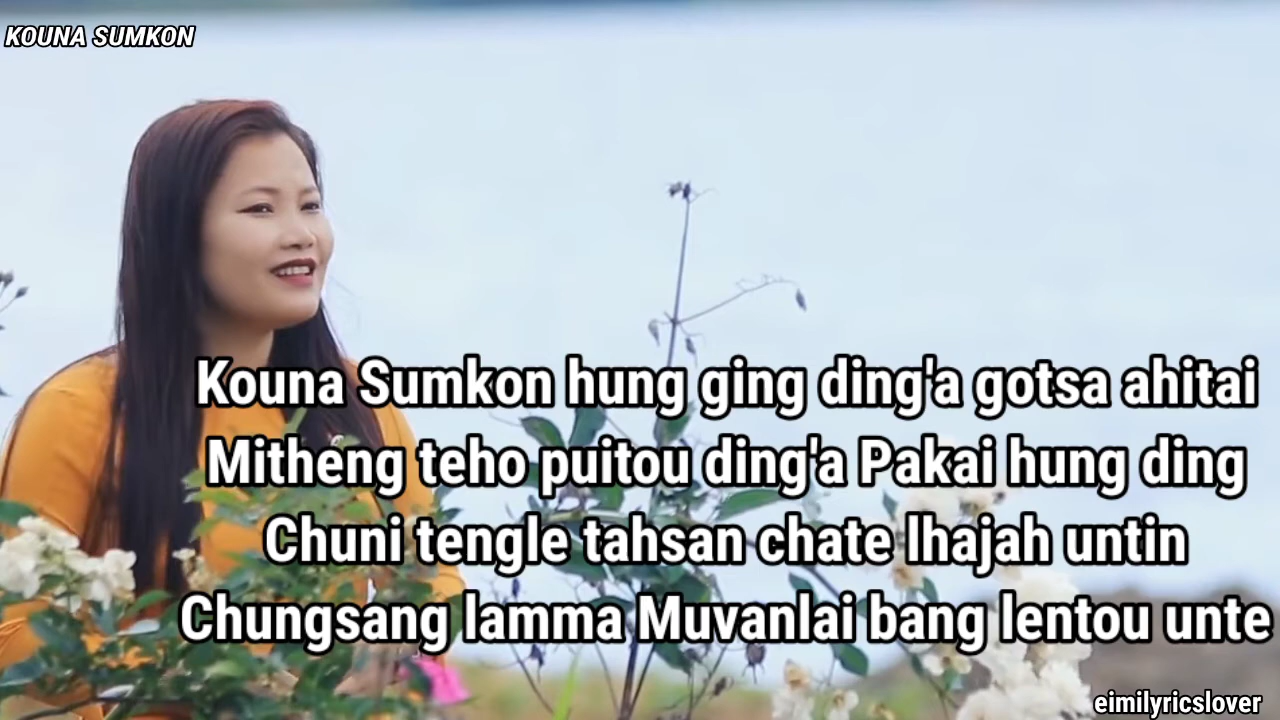 KOUNA SUMKON
Kouna Sumkon hung ging ding'a gotsa ahitai
Mitheng teho puitou ding'a Pakai hung ding
Chuni tengle tahsan chate lhajah untin
Chungsang lamma Muvanlai bang lentou unte
eimilyricslover